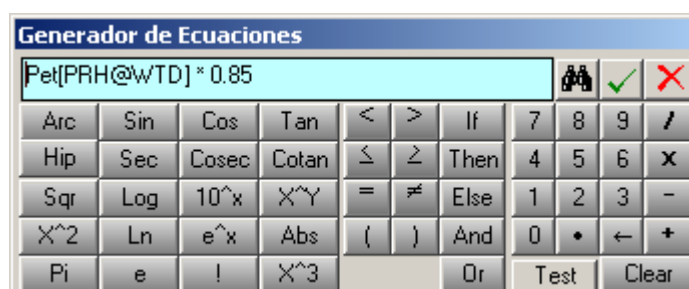 Generador de Ecuaciones
Pet[PRH@WTD] * 0.85
Arc Sin Cos Tan < > If 7 8 9 /
Hip Sec Cosec Cotan ≤ ≥ Then 4 5 6 x
Sqr Log 10^x X^Y = ≠ Else 1 2 3 -
X^2 Ln e^x Abs ( ) And 0 • ← +
Pi e ! X^3 Or Test Clear